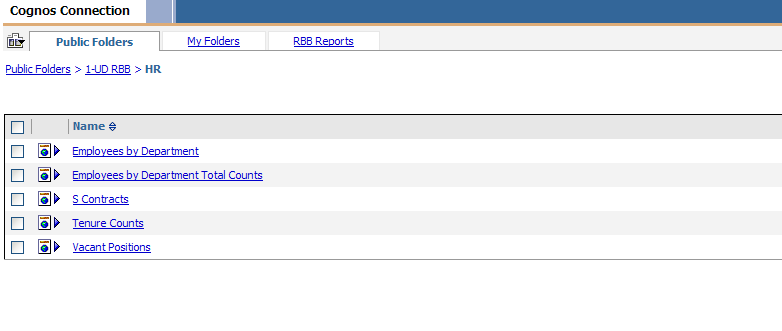 Cognos Connection
Public Folders My Folders RBB Reports
Public Folders > 1-UD RBB > HR
Name
Employees by Department
Employees by Department Total Counts
S Contracts
Tenure Counts
Vacant Positions